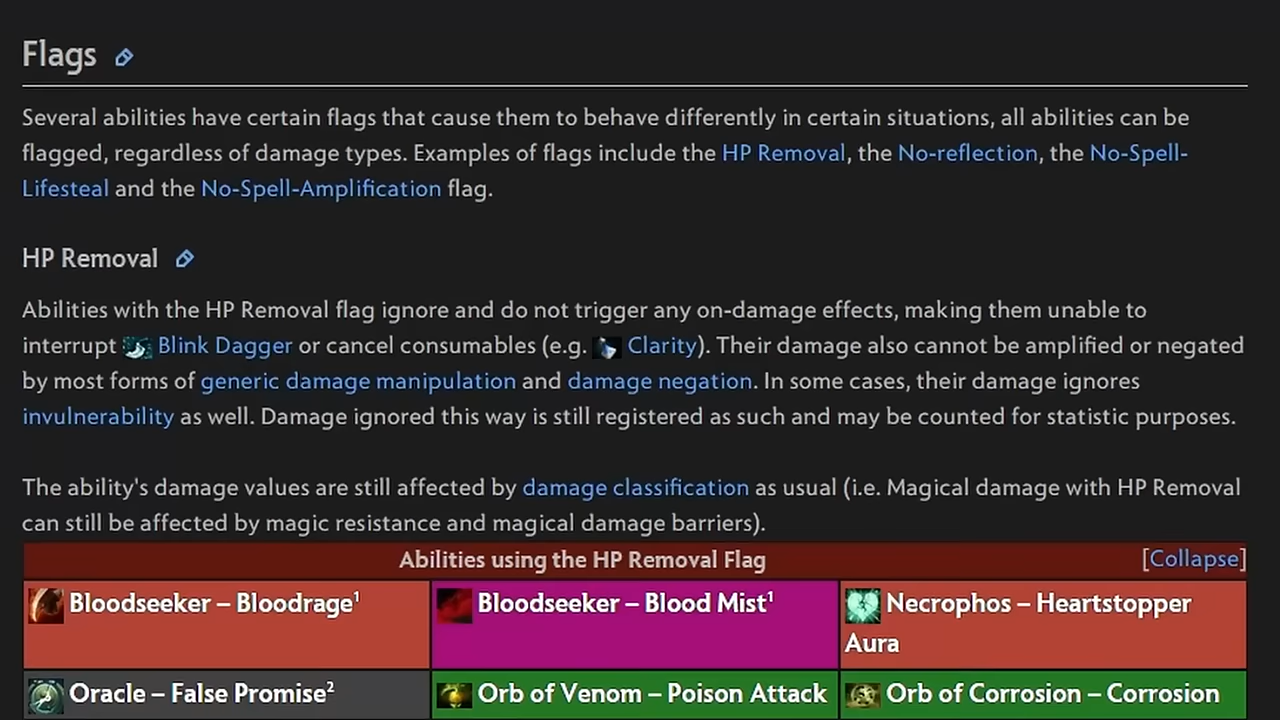 Flags
Several abilities have certain flags that cause them to behave differently in certain situations, all abilities can be
flagged, regardless of damage types. Examples of flags include the HP Removal, the No-reflection, the No-Spell-
Lifesteal and the No-Spell-Amplification flag.
HP Removal
Abilities with the HP Removal flag ignore and do not trigger any on-damage effects, making them unable to
interrupt Blink Dagger or cancel consumables (e.g. Clarity). Their damage also cannot be amplified or negated
by most forms of generic damage manipulation and damage negation. In some cases, their damage ignores
invulnerability as well. Damage ignored this way is still registered as such and may be counted for statistic purposes.
The ability's damage values are still affected by damage classification as usual (i.e. Magical damage with HP Removal
can still be affected by magic resistance and magical damage barriers).
Abilities using the HP Removal Flag [Collapse]
Bloodseeker – Bloodrage¹ Bloodseeker – Blood Mist¹ Necrophos – Heartstopper
Aura
Oracle – False Promise² Orb of Venom – Poison Attack Orb of Corrosion – Corrosion